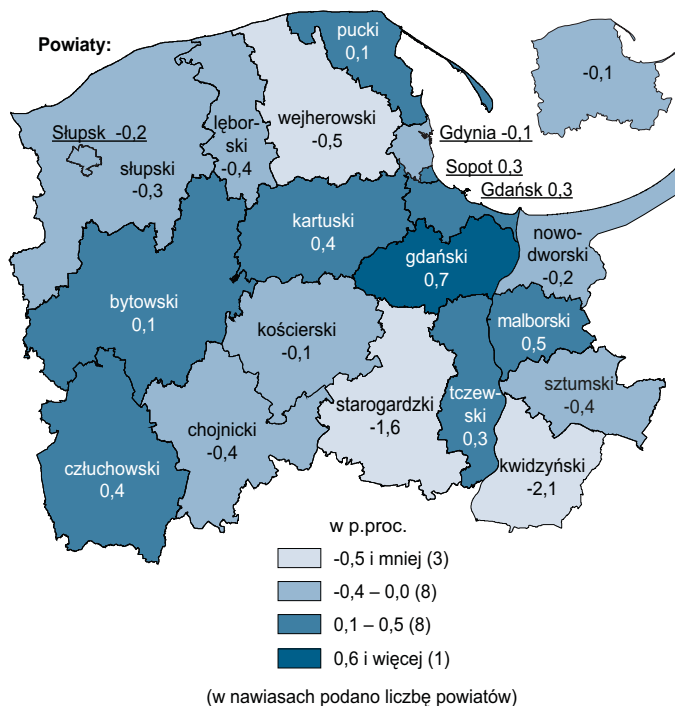 Powiaty:
pucki
0,1
-0,1
Słupsk -0,2
słupski
-0,3
lębor-
ski
-0,4
wejherowski
-0,5
Gdynia -0,1
Sopot 0,3
Gdańsk 0,3
kartuski
0,4
gdański
0,7
nowo-
dworski
-0,2
bytowski
0,1
kościerski
-0,1
malborski
0,5
sztumski
-0,4
starogardzki
-1,6
tczew-
ski
0,3
chojnicki
-0,4
człuchowski
0,4
kwidzyński
-2,1
w p.proc.
-0,5 i mniej (3)
-0,4 – 0,0 (8)
0,1 – 0,5 (8)
0,6 i więcej (1)
(w nawiasach podano liczbę powiatów)